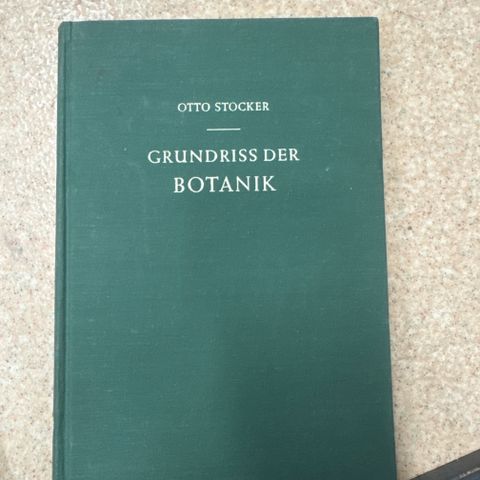 OTTO STOCKER
GRUNDRISS DER
BOTANIK